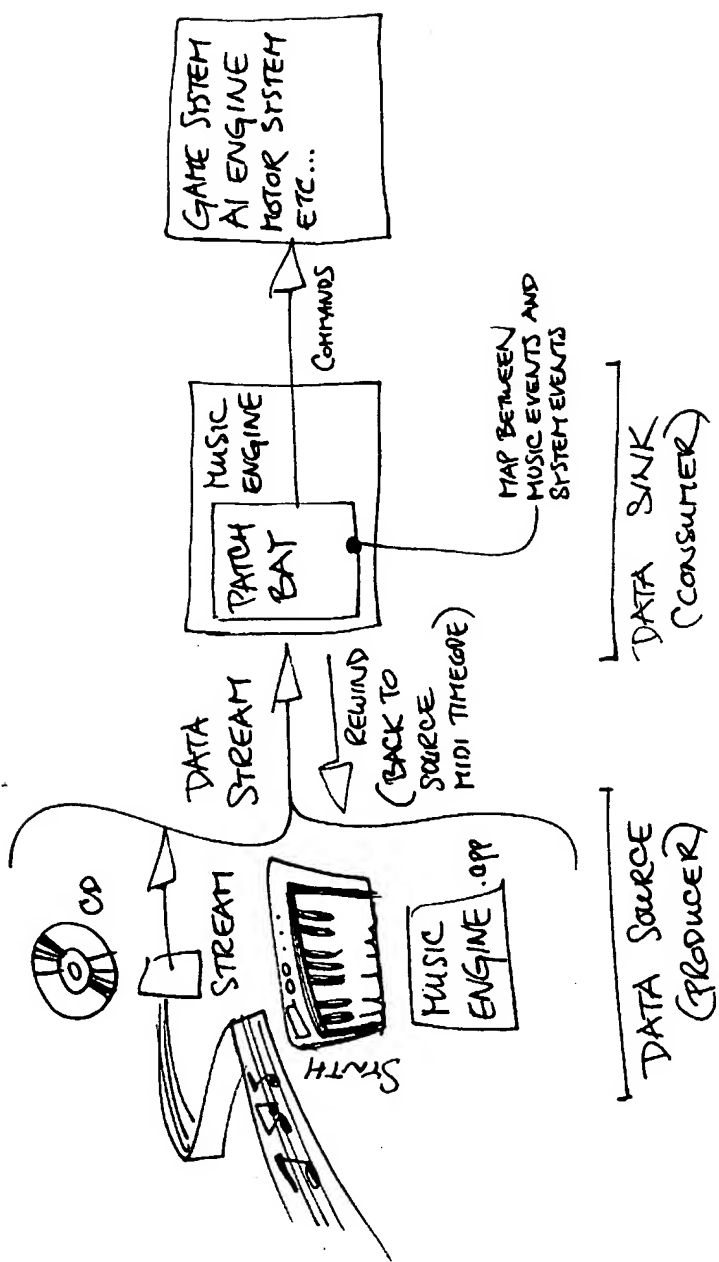 CD
STREAM
SYNTH
MUSIC
ENGINE
.app
DATA SOURCE
(PRODUCER)
DATA
STREAM
REWIND
(BACK TO
SOURCE
MIDI TIMECODE)
MUSIC
ENGINE
PATCH
BAY
MAP BETWEEN
MUSIC EVENTS AND
SYSTEM EVENTS
DATA SINK
(CONSUMER)
COMMANDS
GAME SYSTEM
AI ENGINE
MOTOR SYSTEM
ETC...